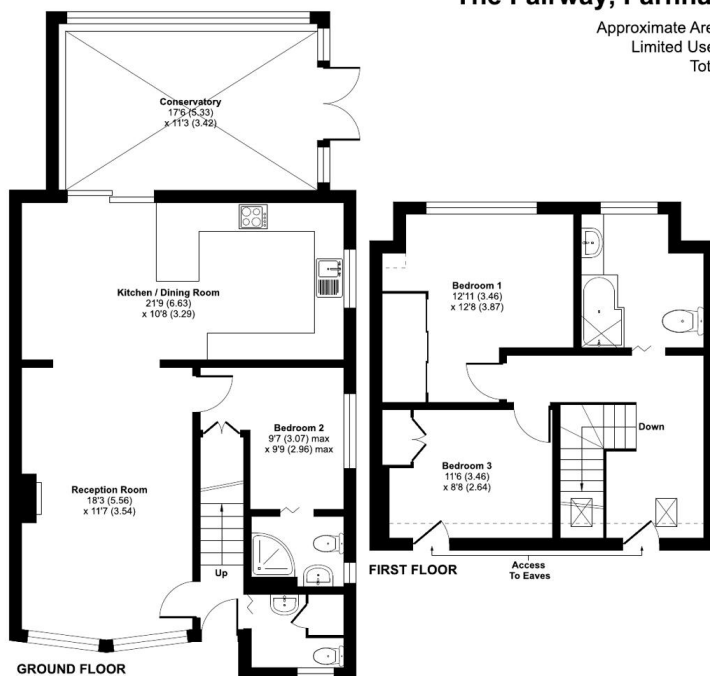 Approximate Are
Limited Use
Tot
Conservatory
17'6 (5.33)
x 11'3 (3.42)
Kitchen / Dining Room
21'9 (6.63)
x 10'8 (3.29)
Bedroom 1
12'11 (3.46)
x 12'8 (3.87)
Bedroom 2
9'7 (3.07) max
x 9'9 (2.96) max
Down
Reception Room
18'3 (5.56)
x 11'7 (3.54)
Bedroom 3
11'6 (3.46)
x 8'8 (2.64)
Up
FIRST FLOOR
Access
To Eaves
GROUND FLOOR